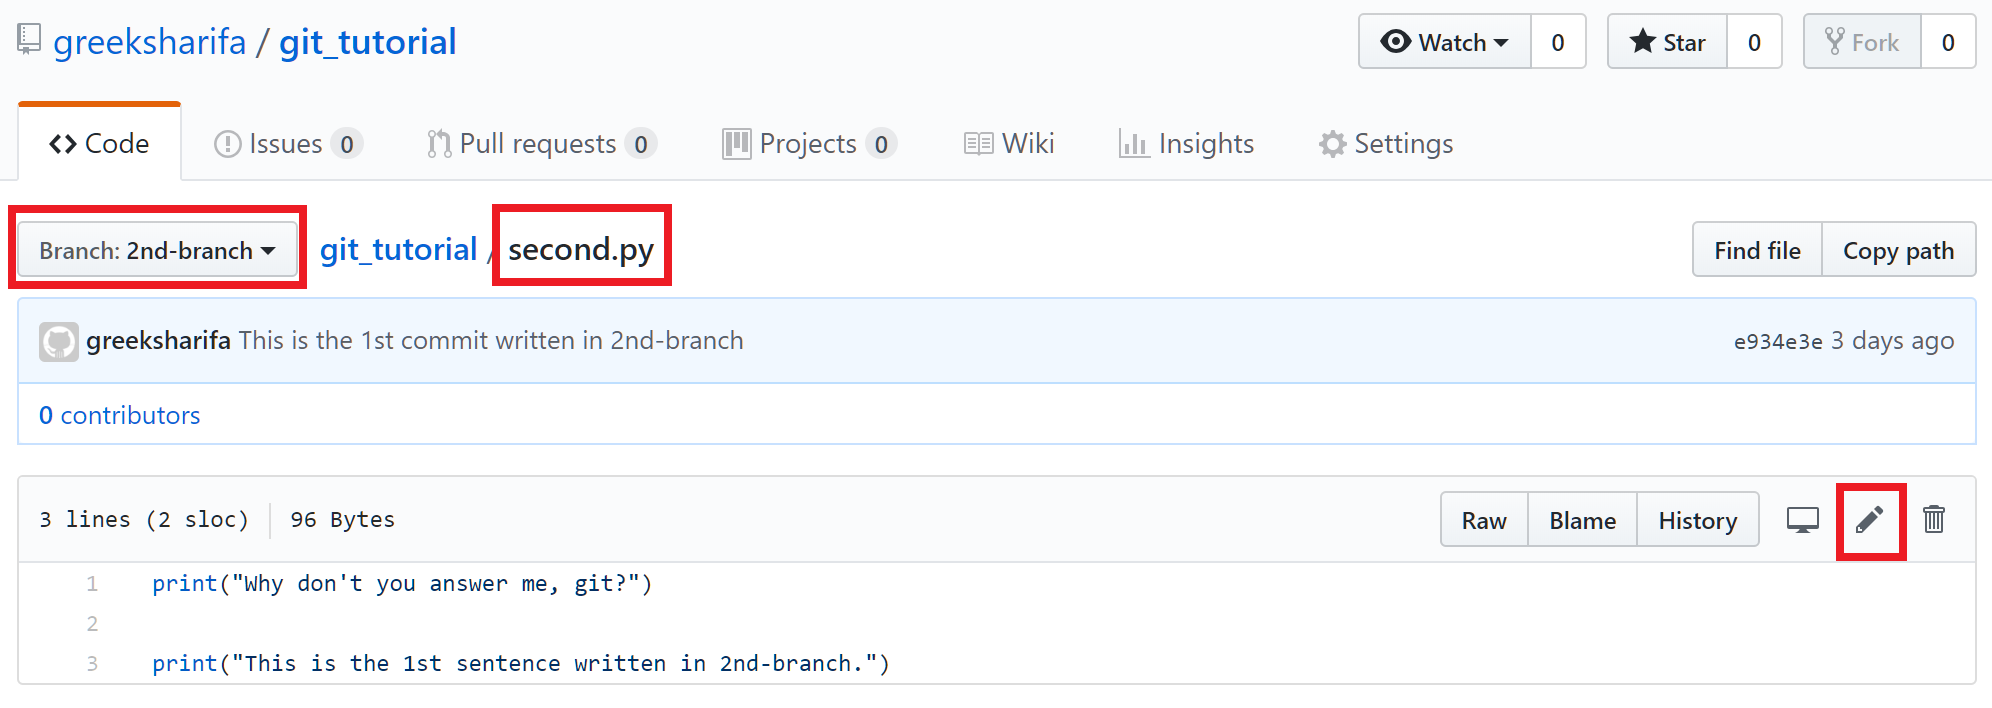 greeksharifa / git_tutorial Watch 0 Star 0 Fork 0
Code Issues 0 Pull requests 0 Projects 0 Wiki Insights Settings
Branch: 2nd-branch git_tutorial / second.py Find file Copy path
greeksharifa This is the 1st commit written in 2nd-branch e934e3e 3 days ago
0 contributors
3 lines (2 sloc) 96 Bytes Raw Blame History
1 print("Why don't you answer me, git?")
2
3 print("This is the 1st sentence written in 2nd-branch.")